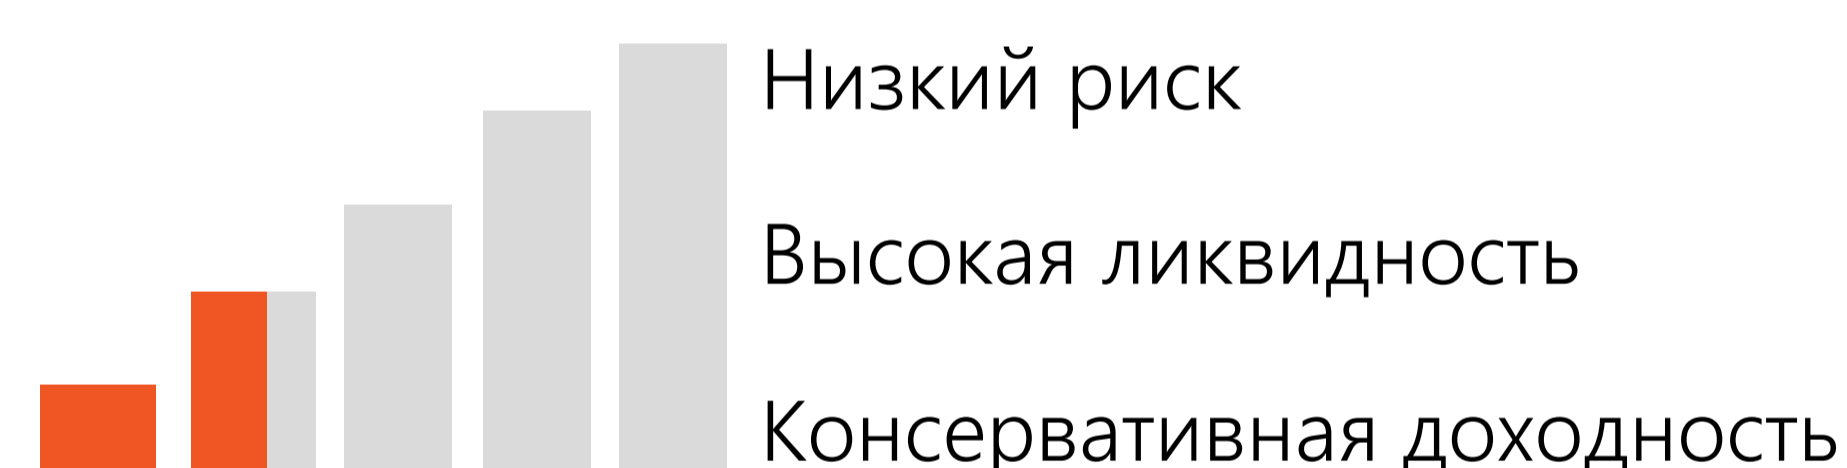 Низкий риск
Высокая ликвидность
Консервативная доходность